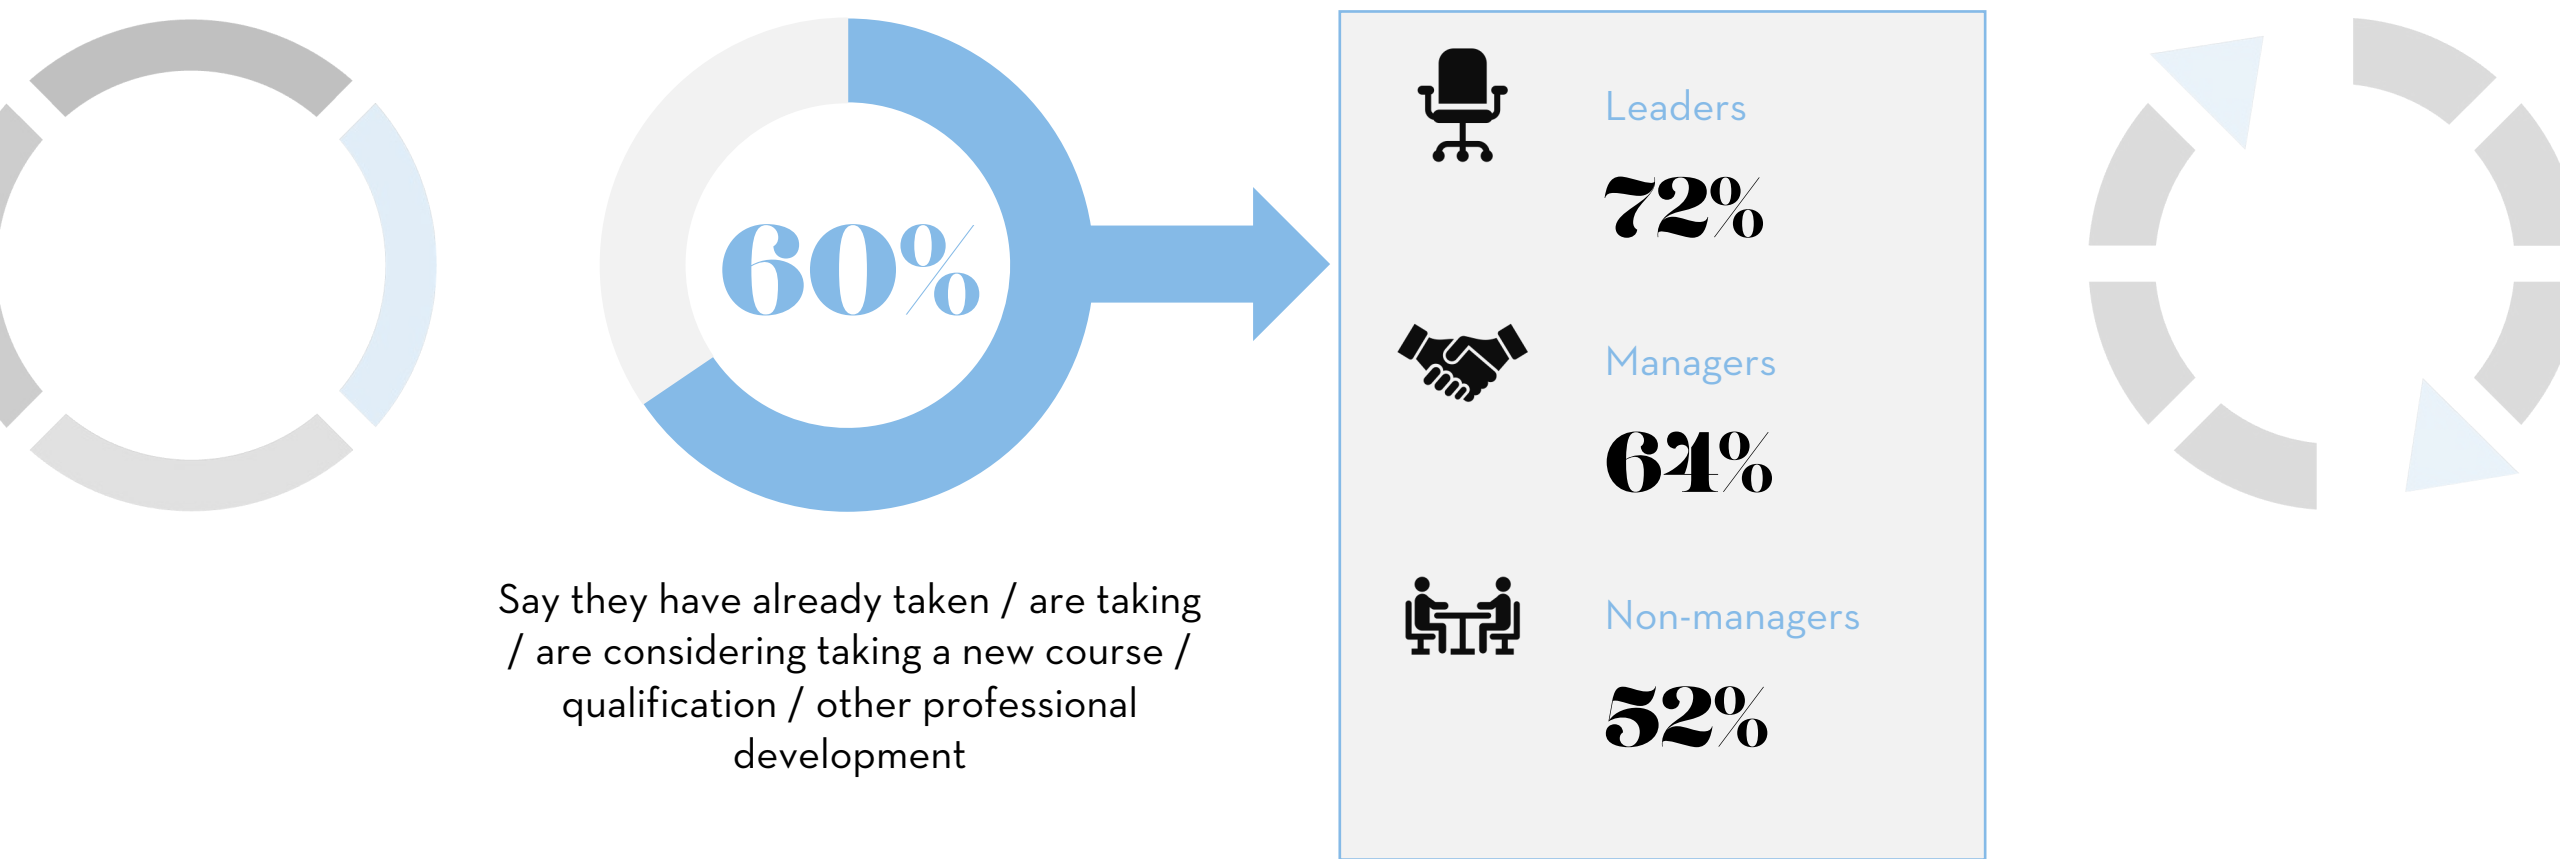 60%
Say they have already taken / are taking
/ are considering taking a new course /
qualification / other professional
development
Leaders
72%
Managers
64%
Non-managers
52%